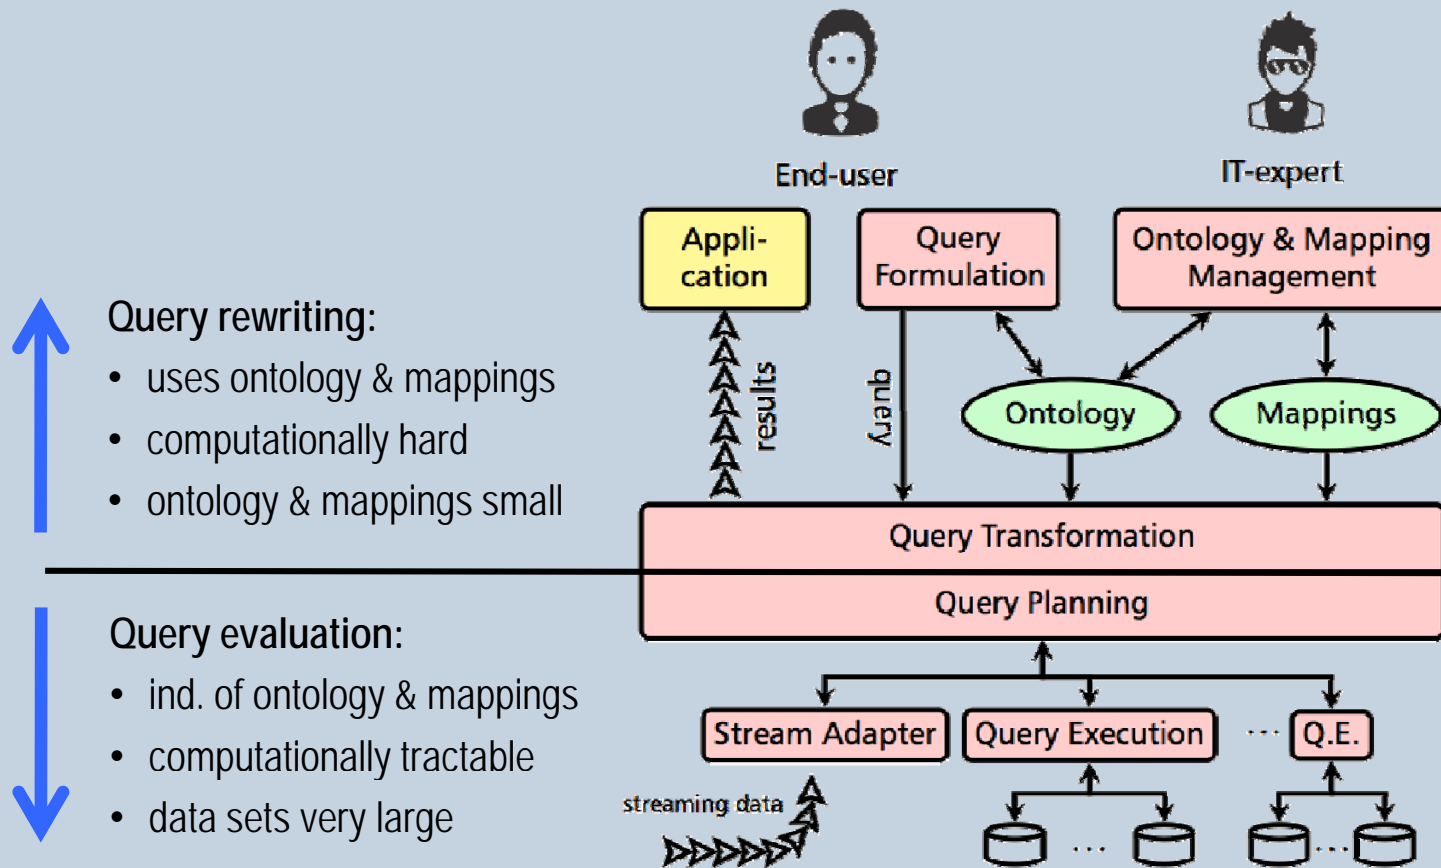 End-user
IT-expert
Appli-
cation
Query
Formulation
Ontology & Mapping
Management
results
query
Ontology
Mappings
Query rewriting:
• uses ontology & mappings
• computationally hard
• ontology & mappings small
Query Transformation
Query Planning
Query evaluation:
• ind. of ontology & mappings
• computationally tractable
• data sets very large
Stream Adapter
Query Execution
...
Q.E.
streaming data
...
...